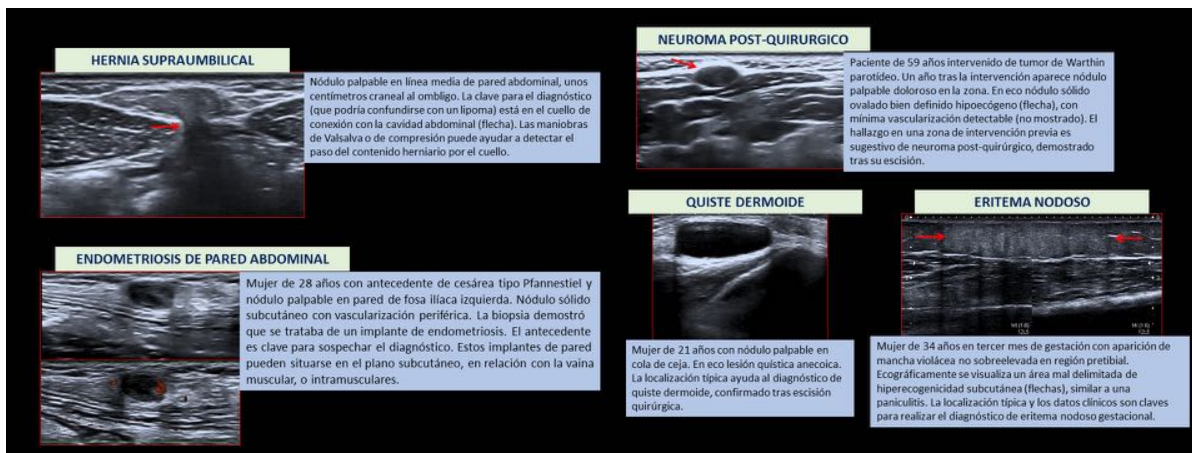 HERNIA SUPRAUMBILICAL
Nódulo palpable en línea media de pared abdominal, unos
centímetros craneal al ombligo. La clave para el diagnóstico
(que podría confundirse con un lipoma) está en el cuello de
conexión con la cavidad abdominal (flecha). Las maniobras
de Valsalva o de compresión puede ayudar a detectar el
paso del contenido herniario por el cuello.
ENDOMETRIOSIS DE PARED ABDOMINAL
Mujer de 28 años con antecedente de cesárea tipo Pfannestiel y
nódulo palpable en pared de fosa ilíaca izquierda. Nódulo sólido
subcutáneo con vascularización periférica. La biopsia demostró
que se trataba de un implante de endometriosis. El antecedente
es clave para sospechar el diagnóstico. Estos implantes de pared
pueden situarse en el plano subcutáneo, en relación con la vaina
muscular, o intramusculares.
NEUROMA POST-QUIRURGICO
Paciente de 59 años intervenido de tumor de Warthin
parotídeo. Un año tras la intervención aparece nódulo
palpable doloroso en la zona. En eco nódulo sólido
ovalado bien definido hipoecógeno (flecha), con
mínima vascularización detectable (no mostrado). El
hallazgo en una zona de intervención previa es
sugestivo de neuroma post-quirúrgico, demostrado
tras su escisión.
QUISTE DERMOIDE
Mujer de 21 años con nódulo palpable en
cola de ceja. En eco lesión quística anecoica.
La localización típica ayuda al diagnóstico de
quiste dermoide, confirmado tras escisión
quirúrgica.
ERITEMA NODOSO
Mujer de 34 años en tercer mes de gestación con aparición de
mancha violácea no sobreelevada en región pretibial.
Ecográficamente se visualiza un área mal delimitada de
hiperecogenicidad subcutánea (flechas), similar a una
paniculitis. La localización típica y los datos clínicos son claves
para realizar el diagnóstico de eritema nodoso gestacional.